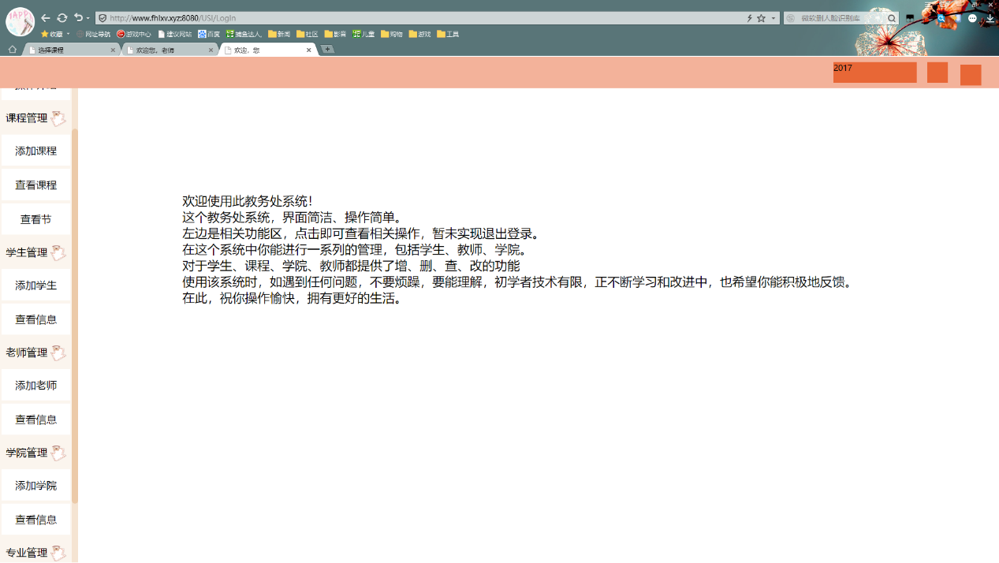 http://www.fhlxv.xyz:8080/USI/LogIn
微软删人脸识别库
收藏 网址导航 游戏中心 建议网站 百度 捕鱼达人, 新闻 社区 影音 儿童 购物 游戏 工具
选择课程 欢迎您，老师 欢迎，您
2017
课程管理
添加课程
查看课程
查看节
学生管理
添加学生
查看信息
老师管理
添加老师
查看信息
学院管理
添加学院
查看信息
专业管理
欢迎使用此教务处系统！
这个教务处系统，界面简洁、操作简单。
左边是相关功能区，点击即可查看相关操作，暂未实现退出登录。
在这个系统中你能进行一系列的管理，包括学生、教师、学院。
对于学生、课程、学院、教师都提供了增、删、查、改的功能
使用该系统时，如遇到任何问题，不要烦躁，要能理解，初学者技术有限，正不断学习和改进中，也希望你能积极地反馈。
在此，祝你操作愉快，拥有更好的生活。